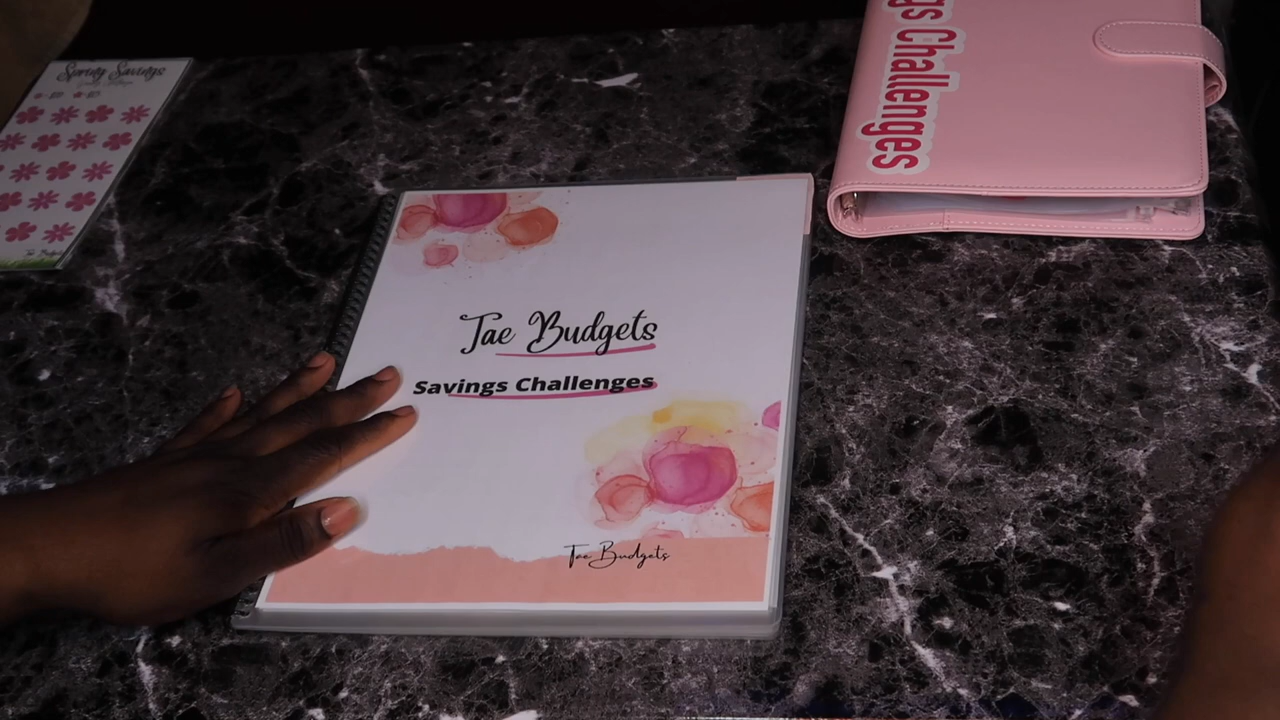 Spring Savings
Tae Budgets
Savings Challenges
Tae Budgets
gs Challenges